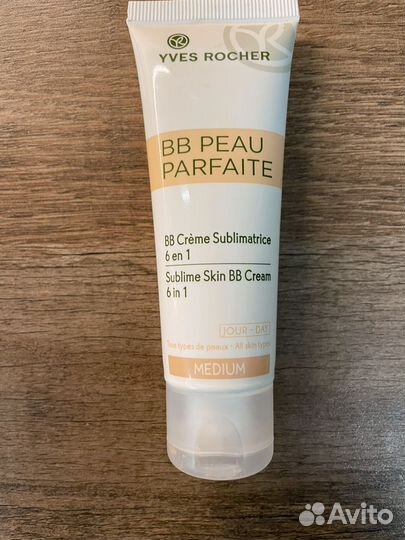 YVES ROCHER
BB PEAU
PARFAITE
BB Crème Sublimatrice
6 en 1
Sublime Skin BB Cream
6 in 1
JOUR - DAY
Tous types de peaux - All skin types
MEDIUM
Avito